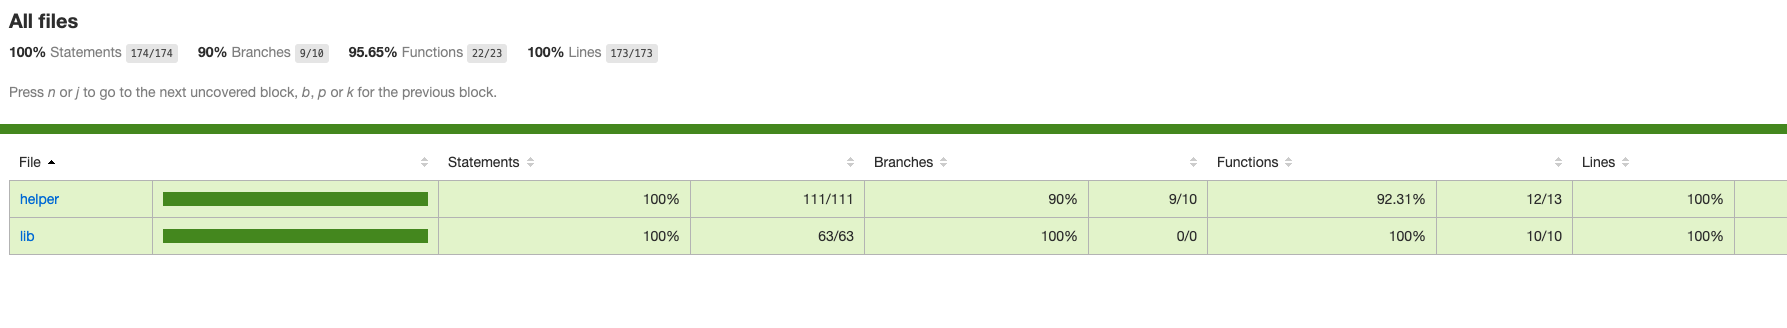 All files
100% Statements 174/174 90% Branches 9/10 95.65% Functions 22/23 100% Lines 173/173
Press n or j to go to the next uncovered block, b, p or k for the previous block.
File Statements Branches Functions Lines
helper 100% 111/111 90% 9/10 92.31% 12/13 100%
lib 100% 63/63 100% 0/0 100% 10/10 100%